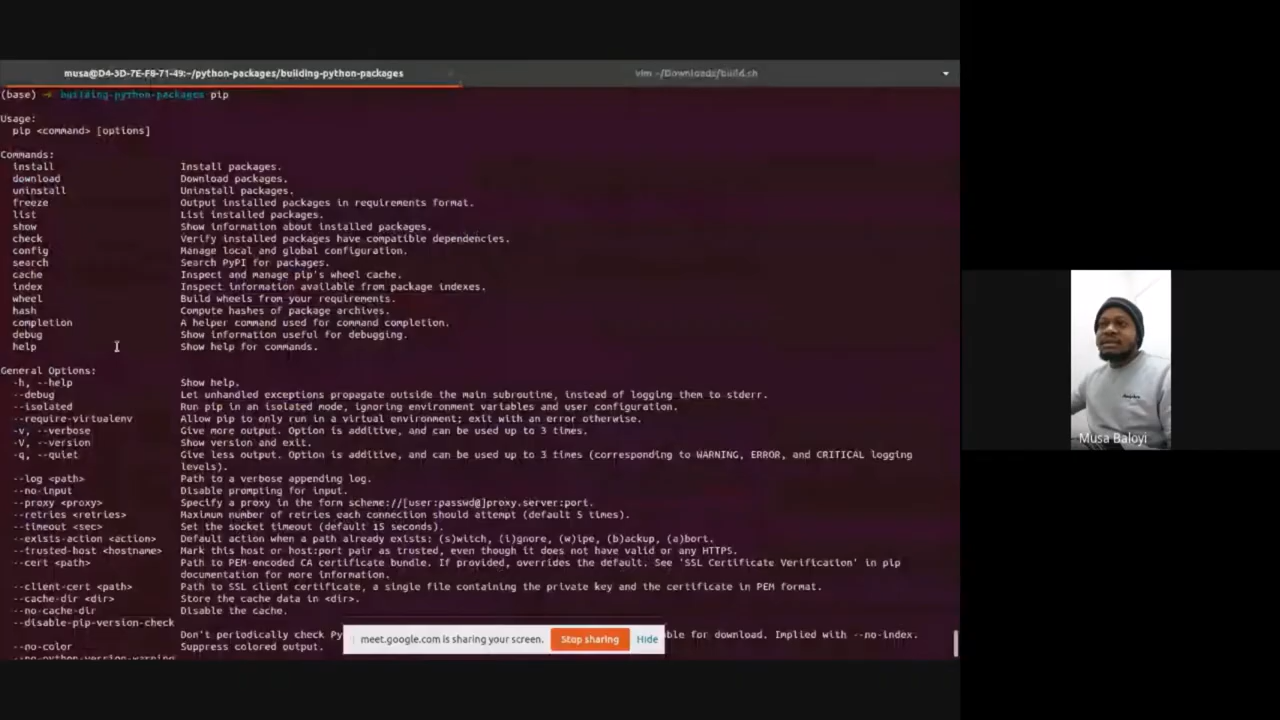 musa@D4-3D-7E-F8-71-49:~/python-packages/building-python-packages
vim ~/Downloads/build.sh
(base) → building-python-packages pip
Usage:
pip <command> [options]
Commands:
install Install packages.
download Download packages.
uninstall Uninstall packages.
freeze Output installed packages in requirements format.
list List installed packages.
show Show information about installed packages.
check Verify installed packages have compatible dependencies.
config Manage local and global configuration.
search Search PyPI for packages.
cache Inspect and manage pip's wheel cache.
index Inspect information available from package indexes.
wheel Build wheels from your requirements.
hash Compute hashes of package archives.
completion A helper command used for command completion.
debug Show information useful for debugging.
help Show help for commands.
General Options:
-h, --help Show help.
--debug Let unhandled exceptions propagate outside the main subroutine, instead of logging them to stderr.
--isolated Run pip in an isolated mode, ignoring environment variables and user configuration.
--require-virtualenv Allow pip to only run in a virtual environment; exit with an error otherwise.
-v, --verbose Give more output. Option is additive, and can be used up to 3 times.
-V, --version Show version and exit.
-q, --quiet Give less output. Option is additive, and can be used up to 3 times (corresponding to WARNING, ERROR, and CRITICAL logging
levels).
--log <path> Path to a verbose appending log.
--no-input Disable prompting for input.
--proxy <proxy> Specify a proxy in the form scheme://[user:passwd@]proxy.server:port.
--retries <retries> Maximum number of retries each connection should attempt (default 5 times).
--timeout <sec> Set the socket timeout (default 15 seconds).
--exists-action <action> Default action when a path already exists: (s)witch, (i)gnore, (w)ipe, (b)ackup, (a)bort.
--trusted-host <hostname> Mark this host or host:port pair as trusted, even though it does not have valid or any HTTPS.
--cert <path> Path to PEM-encoded CA certificate bundle. If provided, overrides the default. See 'SSL Certificate Verification' in pip
documentation for more information.
--client-cert <path> Path to SSL client certificate, a single file containing the private key and the certificate in PEM format.
--cache-dir <dir> Store the cache data in <dir>.
--no-cache-dir Disable the cache.
--disable-pip-version-check
Don't periodically check Py ble for download. Implied with --no-index.
--no-color Suppress colored output.
--no-python-version-warning
meet.google.com is sharing your screen. Stop sharing Hide
Musa Baloyi